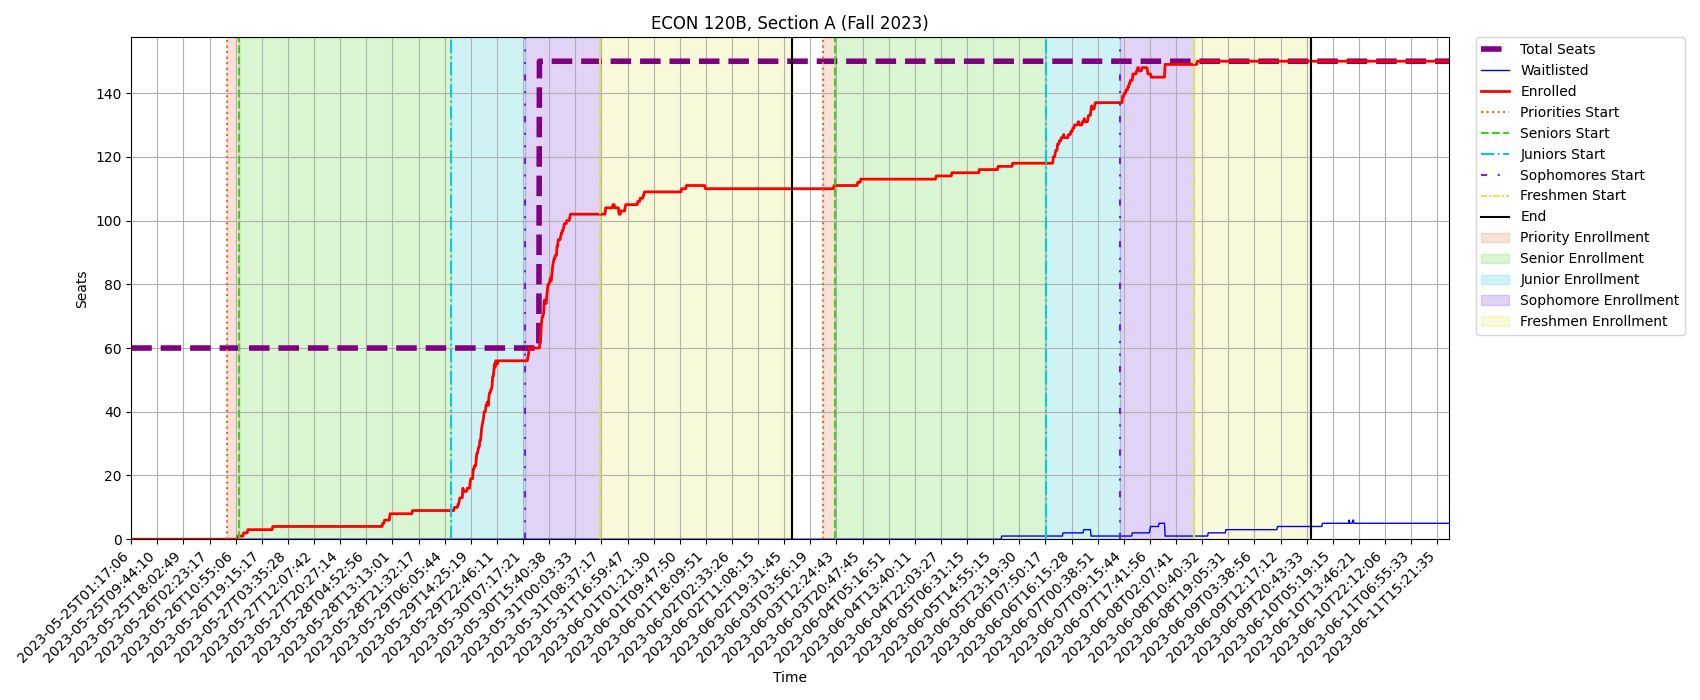 ECON 120B, Section A (Fall 2023)
Seats
140
120
100
80
60
40
20
0
2023-05-25T01:17:06
2023-05-25T09:44:10
2023-05-25T18:02:49
2023-05-26T02:23:17
2023-05-26T10:55:06
2023-05-26T19:15:17
2023-05-27T03:35:28
2023-05-27T12:07:42
2023-05-27T20:27:14
2023-05-28T04:52:56
2023-05-28T13:13:01
2023-05-28T21:32:17
2023-05-29T06:05:44
2023-05-29T14:25:19
2023-05-29T22:46:11
2023-05-30T07:17:21
2023-05-30T15:40:38
2023-05-31T00:03:33
2023-05-31T08:37:17
2023-05-31T16:59:47
2023-06-01T01:21:30
2023-06-01T09:47:50
2023-06-01T18:09:51
2023-06-02T02:33:26
2023-06-02T11:08:15
2023-06-02T19:31:45
2023-06-03T03:56:19
2023-06-03T12:24:43
2023-06-03T20:47:45
2023-06-04T05:16:51
2023-06-04T13:40:11
2023-06-04T22:03:27
2023-06-05T06:31:15
2023-06-05T14:55:15
2023-06-05T23:19:30
2023-06-06T07:50:17
2023-06-06T16:15:28
2023-06-07T00:38:51
2023-06-07T09:15:44
2023-06-07T17:41:56
2023-06-08T02:07:41
2023-06-08T10:40:32
2023-06-08T19:05:31
2023-06-09T03:38:56
2023-06-09T12:17:12
2023-06-09T20:43:33
2023-06-10T05:19:15
2023-06-10T13:46:21
2023-06-10T22:12:06
2023-06-11T06:55:33
2023-06-11T15:21:35
Time
Total Seats
Waitlisted
Enrolled
Priorities Start
Seniors Start
Juniors Start
Sophomores Start
Freshmen Start
End
Priority Enrollment
Senior Enrollment
Junior Enrollment
Sophomore Enrollment
Freshmen Enrollment